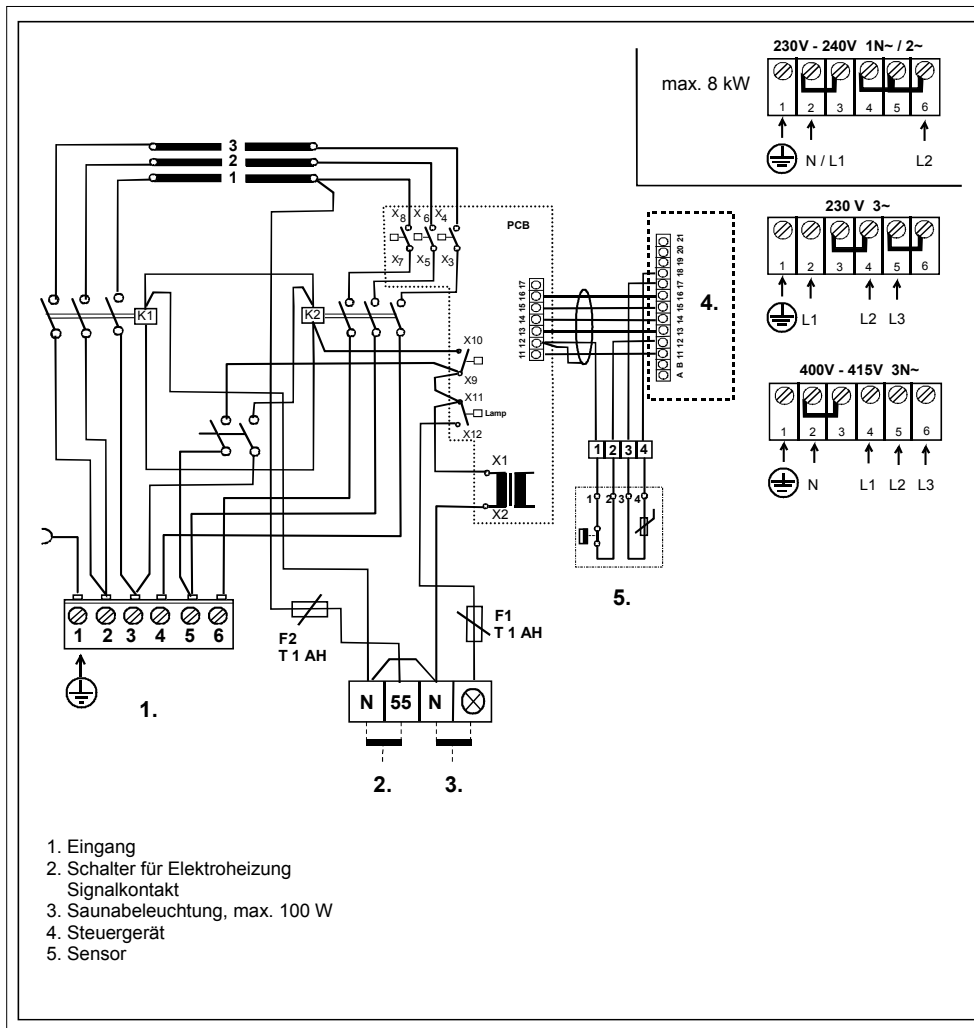 230V - 240V 1N~ / 2~
max. 8 kW
1 2 3 4 5 6
N / L1 L2
3
2
1
X8 X6 X4
PCB
X7 X5 X3
230 V 3~
1 2 3 4 5 6
L1 L2 L3
K1
K2
17
16
15
14
13
12
11
21
20
19
18
17
16
15
14
13
12
11
B
A
4.
X10
X9
X11
Lamp
X12
400V - 415V 3N~
1 2 3 4 5 6
N L1 L2 L3
X1
X2
1 2 3 4
1 2 3 4
5.
1 2 3 4 5 6
F2
T 1 AH
F1
T 1 AH
N 55 N
1.
2. 3.
1. Eingang
2. Schalter für Elektroheizung
Signalkontakt
3. Saunabeleuchtung, max. 100 W
4. Steuergerät
5. Sensor